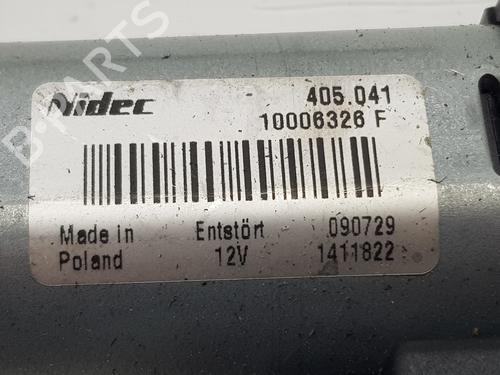 Nidec 405.041
10006326 F
Made in Entstört 090729
Poland 12V 1411822
B-PARTS